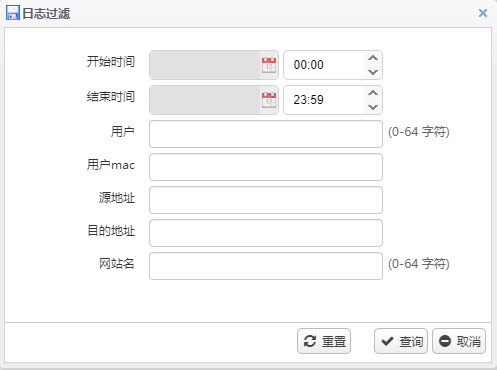 日志过滤
开始时间 00:00
结束时间 23:59
用户 (0-64 字符)
用户mac
源地址
目的地址
网站名 (0-64 字符)
重置 查询 取消